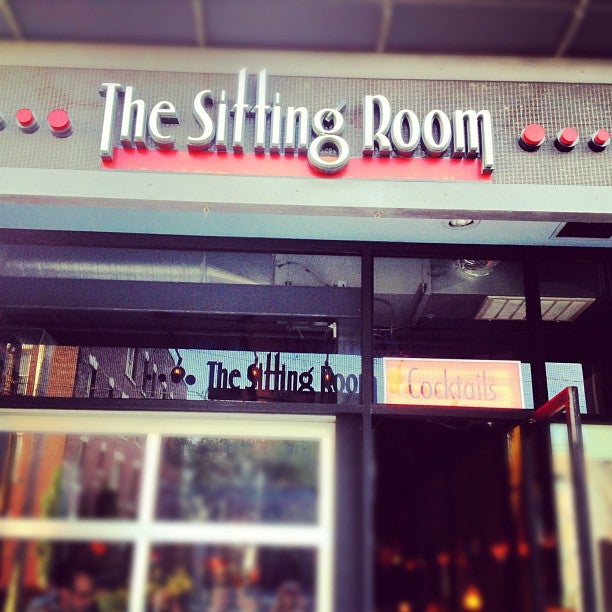 The Sitting Room
The Sitting Room
Cocktails